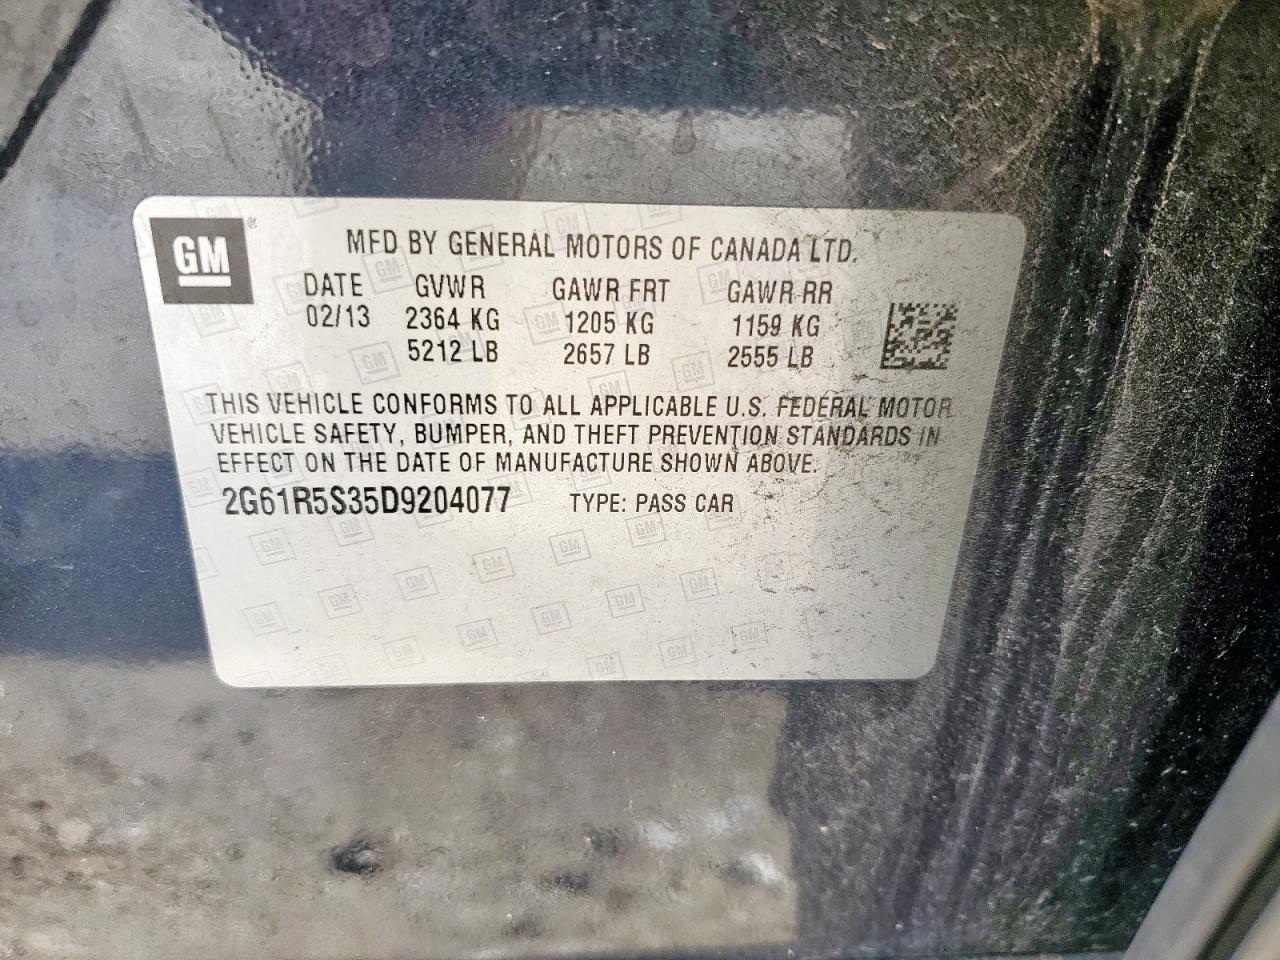 GM ®
MFD BY GENERAL MOTORS OF CANADA LTD.
DATE GVWR GAWR FRT GAWR RR
02/13 2364 KG 1205 KG 1159 KG
5212 LB 2657 LB 2555 LB
THIS VEHICLE CONFORMS TO ALL APPLICABLE U.S. FEDERAL MOTOR
VEHICLE SAFETY, BUMPER, AND THEFT PREVENTION STANDARDS IN
EFFECT ON THE DATE OF MANUFACTURE SHOWN ABOVE.
2G61R5S35D9204077 TYPE: PASS CAR